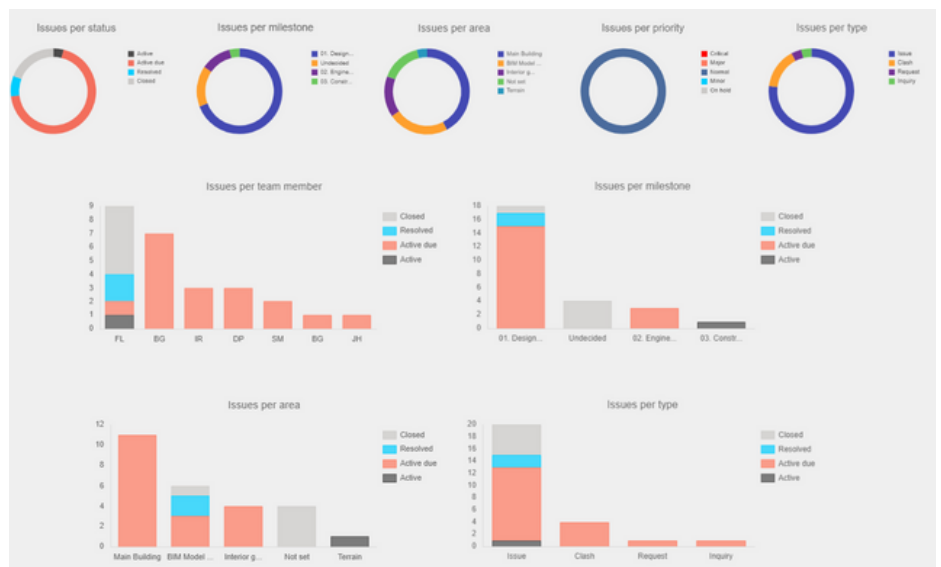 Issues per status
Issues per milestone
Issues per area
Issues per priority
Issues per type
Active
Active due
Resolved
Closed
01. Design...
Undecided
02. Engine...
03. Constr...
Main Building
BIM Model ...
Interior g...
Not set
Terrain
Critical
Major
Normal
Minor
On hold
Issue
Clash
Request
Inquiry
Issues per team member
9
8
7
6
5
4
3
2
1
0
FL
BG
IR
DP
SM
BG
JH
Closed
Resolved
Active due
Active
Issues per milestone
18
16
14
12
10
8
6
4
2
0
01. Design...
Undecided
02. Engine...
03. Constr...
Closed
Resolved
Active due
Active
Issues per area
12
10
8
6
4
2
0
Main Building
BIM Model ...
Interior g...
Not set
Terrain
Closed
Resolved
Active due
Active
Issues per type
20
18
16
14
12
10
8
6
4
2
0
Issue
Clash
Request
Inquiry
Closed
Resolved
Active due
Active